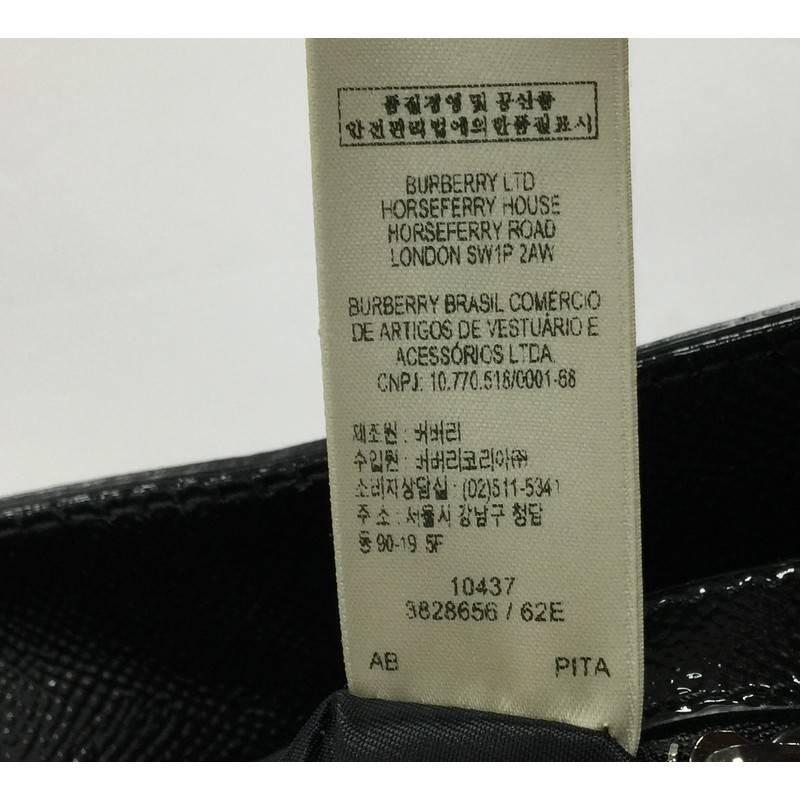 품질경영 및 공산품
안전관리법에의한품질표시
BURBERRY LTD
HORSEFERRY HOUSE
HORSEFERRY ROAD
LONDON SW1P 2AW
BURBERRY BRASIL COMÉRCIO
DE ARTIGOS DE VESTUÁRIO E
ACESSÓRIOS LTDA.
CNPJ: 10.770.518/0001-68
제조원 : 버버리
수입원 : 버버리코리아㈜
소비자상담실 : (02)511-5341
주 소 : 서울시 강남구 청담
동 90-19 5F
10437
3828656 / 62E
AB PITA